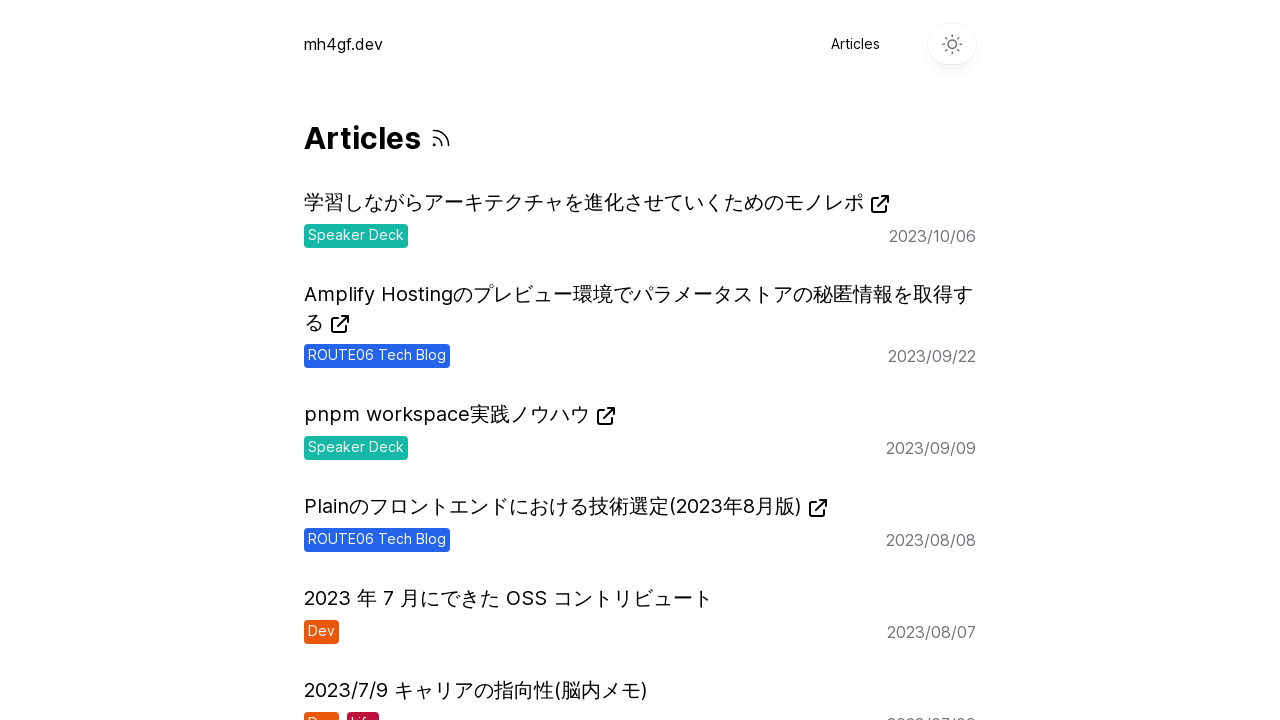 mh4gf.dev
Articles
Articles
学習しながらアーキテクチャを進化させていくためのモノレポ
Speaker Deck
2023/10/06
Amplify Hostingのプレビュー環境でパラメータストアの秘匿情報を取得す
る
ROUTE06 Tech Blog
2023/09/22
pnpm workspace実践ノウハウ
Speaker Deck
2023/09/09
Plainのフロントエンドにおける技術選定(2023年8月版)
ROUTE06 Tech Blog
2023/08/08
2023 年 7 月にできた OSS コントリビュート
Dev
2023/08/07
2023/7/9 キャリアの指向性(脳内メモ)
Dev
Life